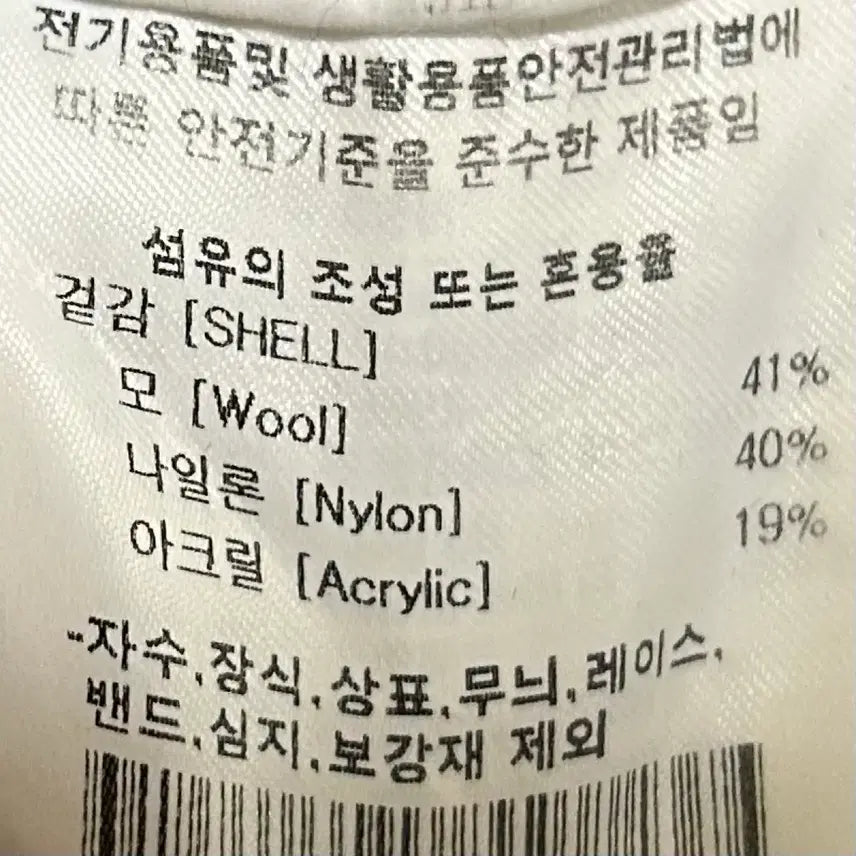 전기용품및 생활용품안전관리법에
따른 안전기준을 준수한 제품임
섬유의 조성 또는 혼용율
겉감 [SHELL]
모 [Wool] 41%
나일론 [Nylon] 40%
아크릴 [Acrylic] 19%
-자수,장식,상표,무늬,레이스,
밴드,심지,보강재 제외